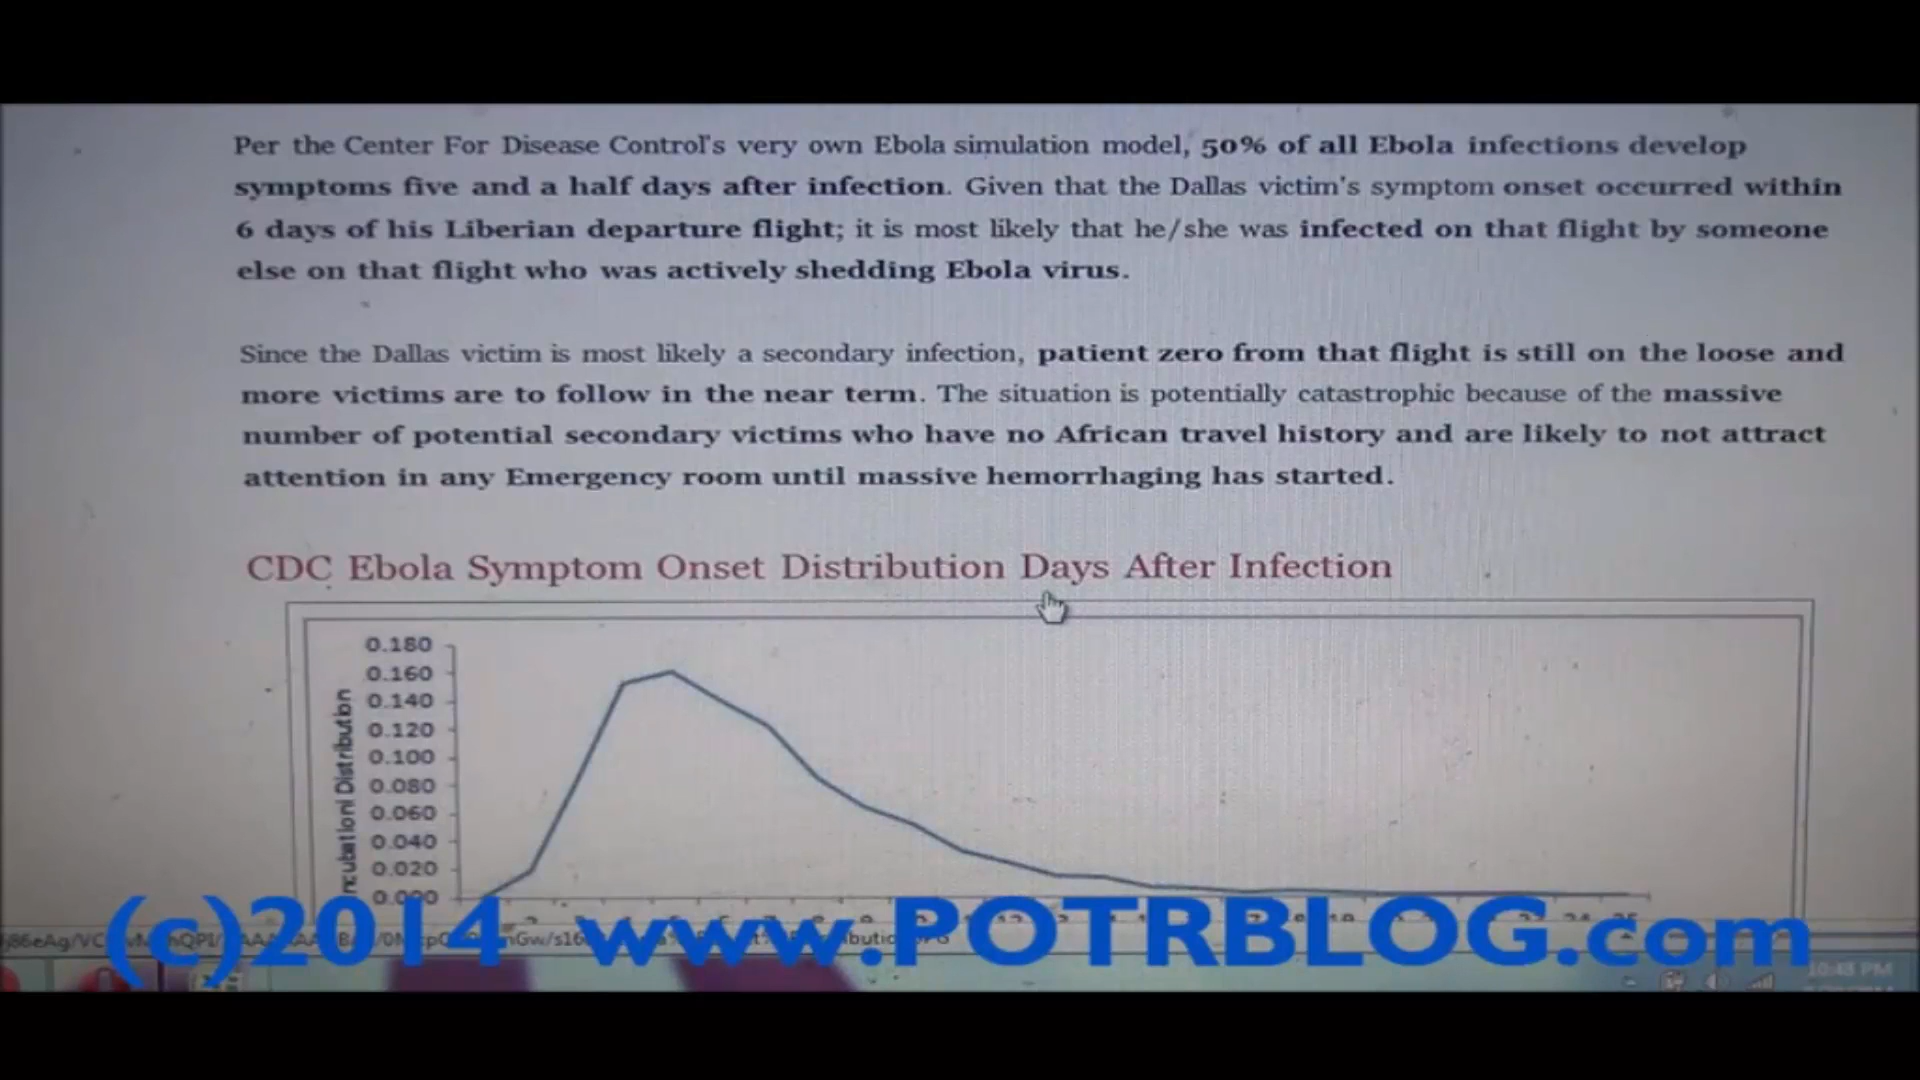 Per the Center For Disease Control's very own Ebola simulation model, 50% of all Ebola infections develop
symptoms five and a half days after infection. Given that the Dallas victim's symptom onset occurred within
6 days of his Liberian departure flight; it is most likely that he/she was infected on that flight by someone
else on that flight who was actively shedding Ebola virus.
Since the Dallas victim is most likely a secondary infection, patient zero from that flight is still on the loose and
more victims are to follow in the near term. The situation is potentially catastrophic because of the massive
number of potential secondary victims who have no African travel history and are likely to not attract
attention in any Emergency room until massive hemorrhaging has started.
CDC Ebola Symptom Onset Distribution Days After Infection
0.180
0.160
0.140
0.120
0.100
0.080
0.060
0.040
0.020
0.000
Distribution
(c)2014 www.POTRBLOG.com
10:48 PM